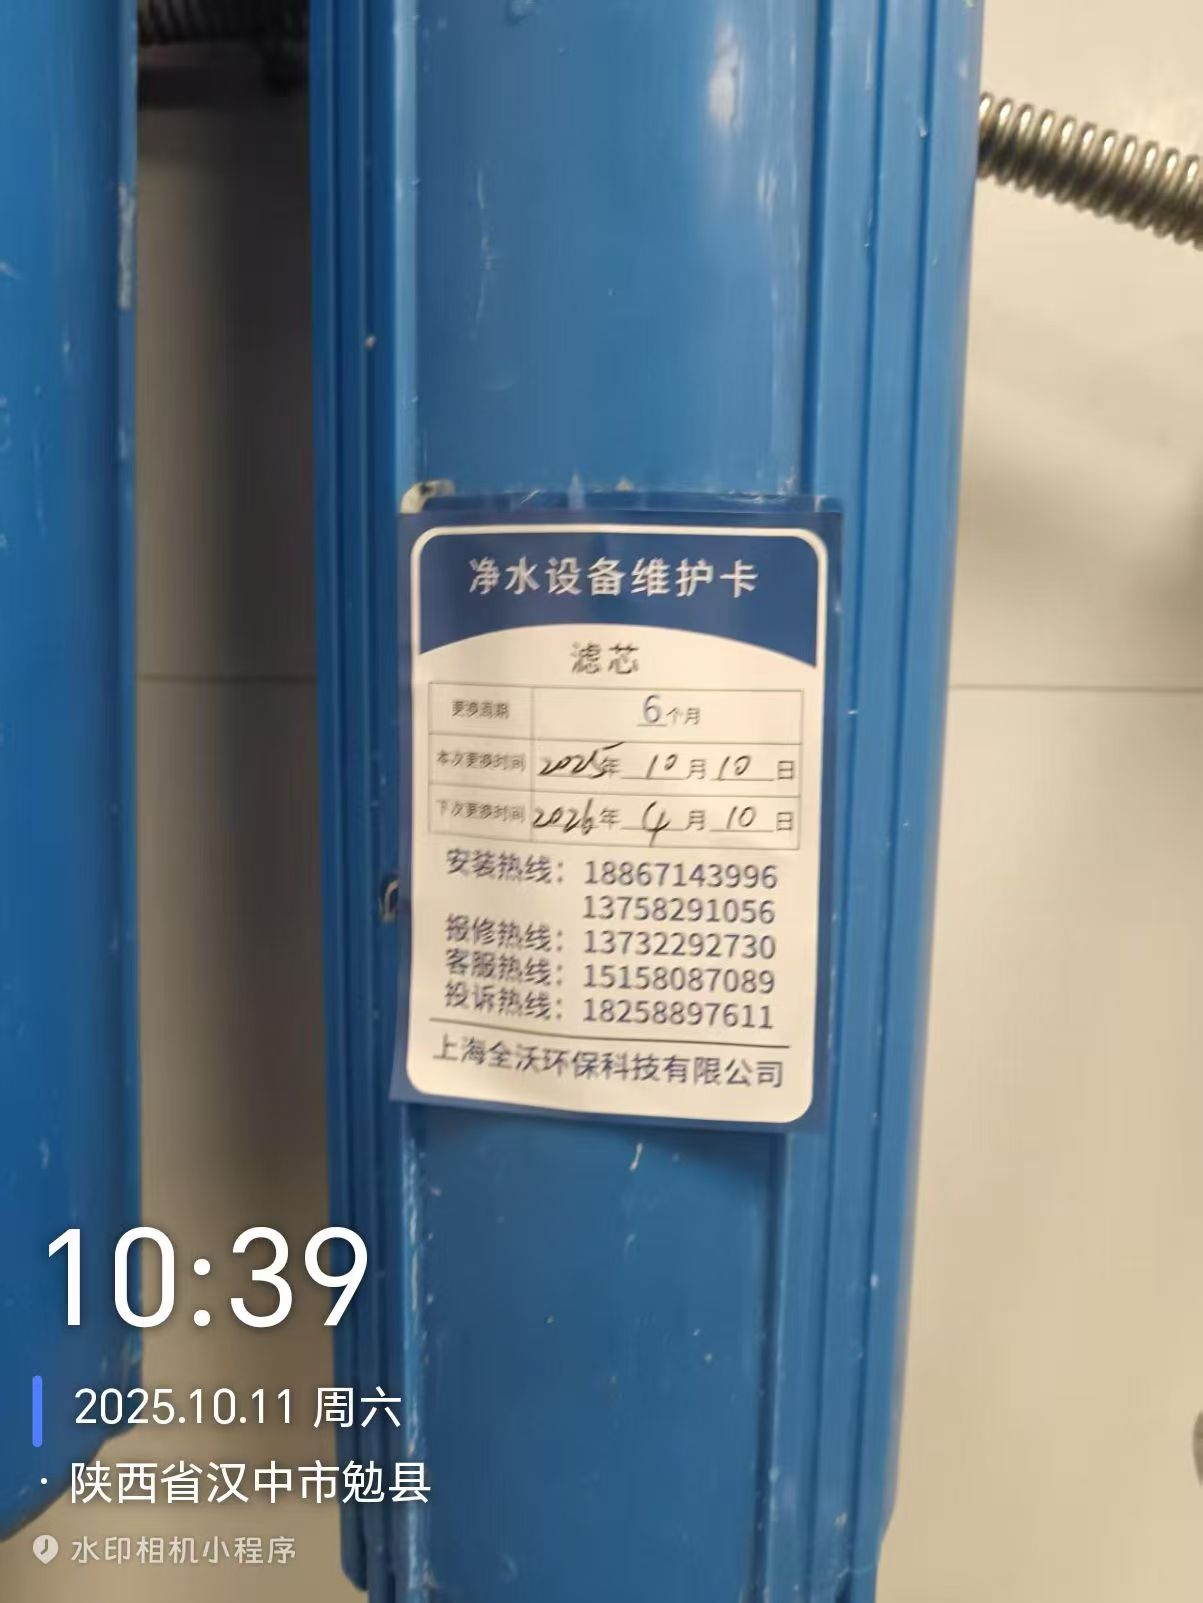 净水设备维护卡
滤芯
更换周期 6个月
本次更换时间 2025年 10月10日
下次更换时间 2026年 4月10日
安装热线：18867143996
13758291056
报修热线：13732292730
客服热线：15158087089
投诉热线：18258897611
上海全沃环保科技有限公司
10:39
2025.10.11 周六
· 陕西省汉中市勉县
水印相机小程序